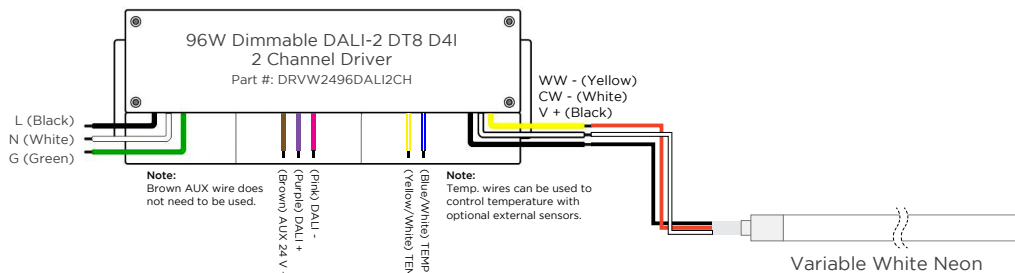 96W Dimmable DALI-2 DT8 D4I
2 Channel Driver
Part #: DRVW2496DALI2CH
WW - (Yellow)
CW - (White)
V + (Black)
L (Black)
N (White)
G (Green)
Note:
Brown AUX wire does
not need to be used.
(Brown) AUX 24 V
(Purple) DALI +
(Pink) DALI -
(Yellow/White)
(Blue/White) TEMP
Note:
Temp. wires can be used to
control temperature with
optional external sensors.
Variable White Neon